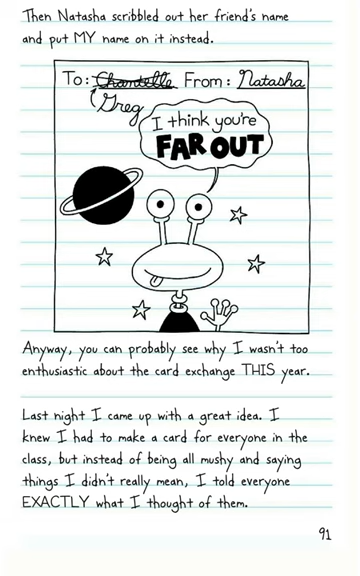 Then Natasha scribbled out her friend's name
and put MY name on it instead.
To: Chantelle From: Natasha
Greg
I think you're
FAR OUT
Anyway, you can probably see why I wasn't too
enthusiastic about the card exchange THIS year.
Last night I came up with a great idea. I
knew I had to make a card for everyone in the
class, but instead of being all mushy and saying
things I didn't really mean, I told everyone
EXACTLY what I thought of them.
91